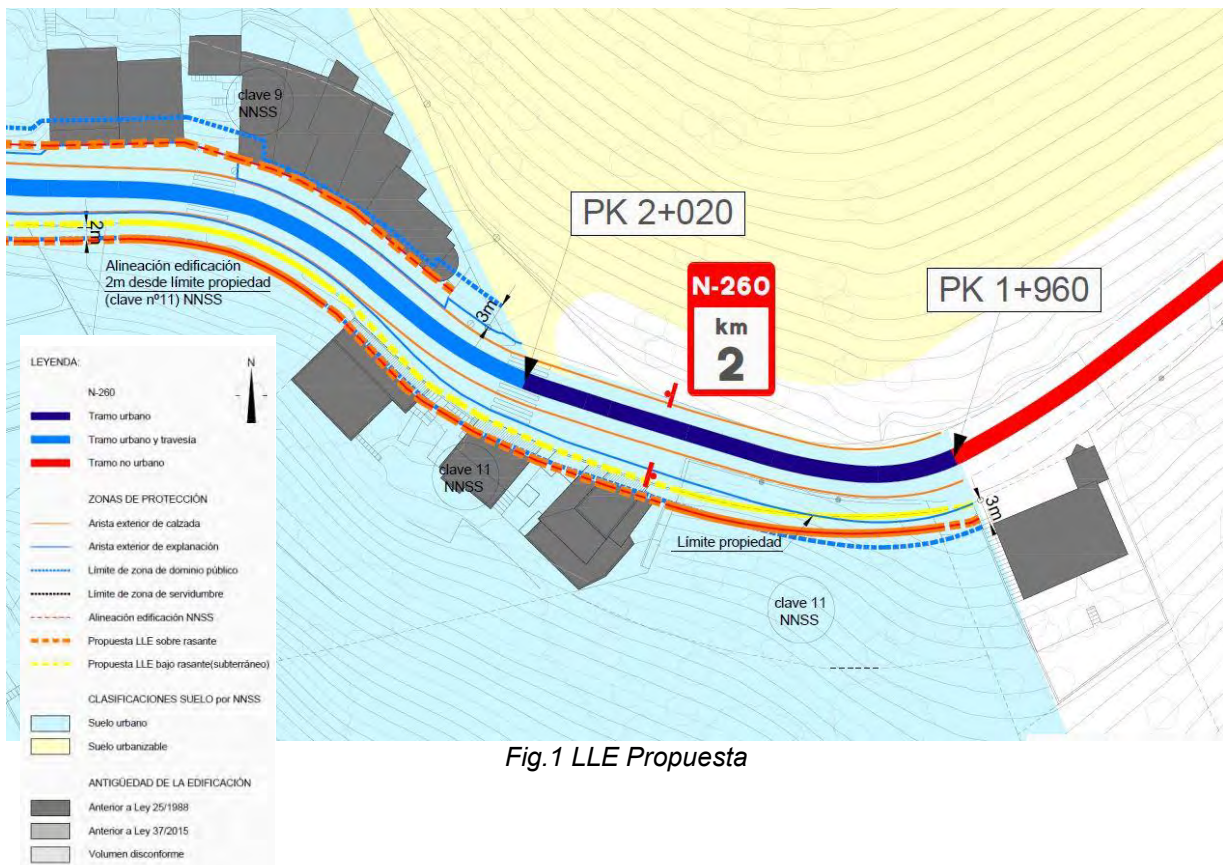 clave 9
NNSS
PK 2+020
N-260
km
2
PK 1+960
2m
Alineación edificación
2m desde límite propiedad
(clave nº11) NNSS
3m
clave 11
NNSS
3m
Límite propiedad
clave 11
NNSS
LEYENDA:
N
N-260
Tramo urbano
Tramo urbano y travesía
Tramo no urbano
ZONAS DE PROTECCIÓN
Arista exterior de calzada
Arista exterior de explanación
Límite de zona de dominio público
Límite de zona de servidumbre
Alineación edificación NNSS
Propuesta LLE sobre rasante
Propuesta LLE bajo rasante(subterráneo)
CLASIFICACIONES SUELO por NNSS
Suelo urbano
Suelo urbanizable
ANTIGÜEDAD DE LA EDIFICACIÓN
Anterior a Ley 25/1988
Anterior a Ley 37/2015
Volumen disconforme
Fig.1 LLE Propuesta